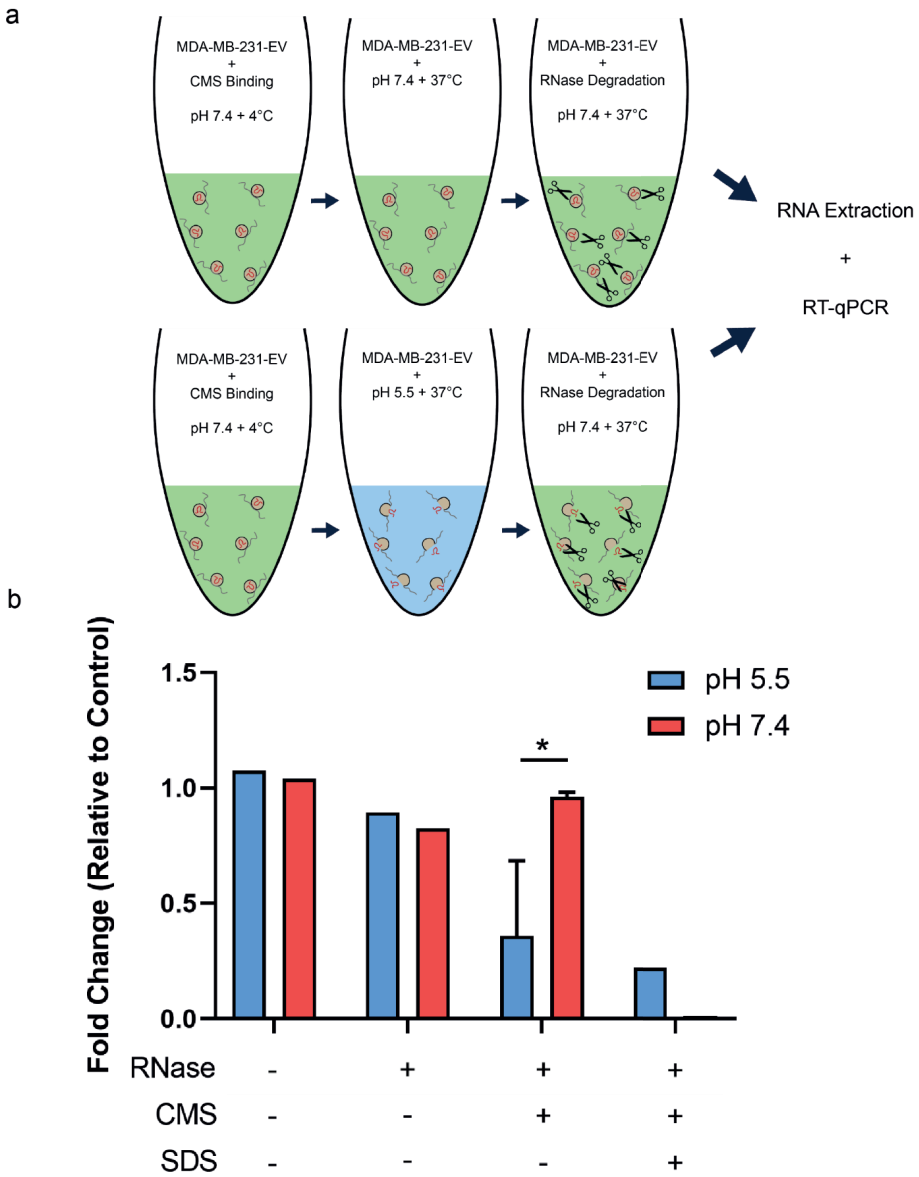 a
MDA-MB-231-EV
+
CMS Binding
pH 7.4 + 4°C
MDA-MB-231-EV
+
pH 7.4 + 37°C
MDA-MB-231-EV
+
RNase Degradation
pH 7.4 + 37°C
RNA Extraction
+
RT-qPCR
MDA-MB-231-EV
+
CMS Binding
pH 7.4 + 4°C
MDA-MB-231-EV
+
pH 5.5 + 37°C
MDA-MB-231-EV
+
RNase Degradation
pH 7.4 + 37°C
b
Fold Change (Relative to Control)
1.5
1.0
0.5
0.0
pH 5.5
pH 7.4
*
RNase - + + +
CMS - - + +
SDS - - - +